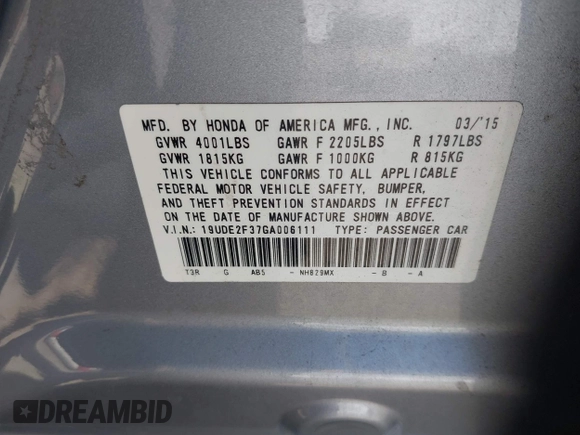 MFD. BY HONDA OF AMERICA MFG., INC. 03/'15
GVWR 4001LBS GAWR F 2205LBS R 1797LBS
GVWR 1815KG GAWR F 1000KG R 815KG
THIS VEHICLE CONFORMS TO ALL APPLICABLE
FEDERAL MOTOR VEHICLE SAFETY, BUMPER,
AND THEFT PREVENTION STANDARDS IN EFFECT
ON THE DATE OF MANUFACTURE SHOWN ABOVE.
V.I.N.: 19UDE2F37GA006111 TYPE: PASSENGER CAR
T3R G AB5 - NH829MX - B - A
DREAMBID